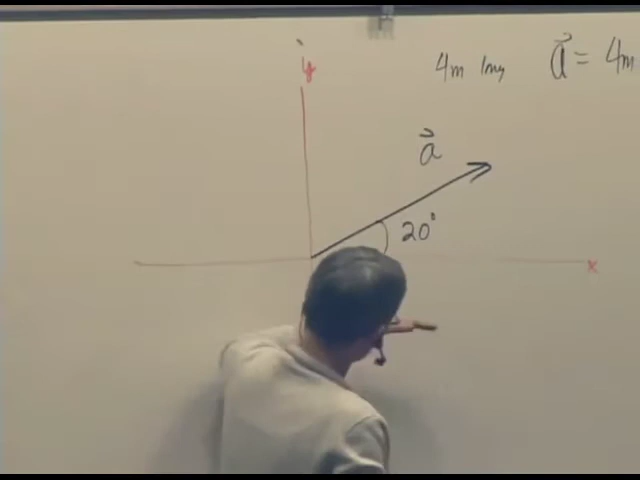 y 4m long a⃗ = 4m
a⃗
20°
x